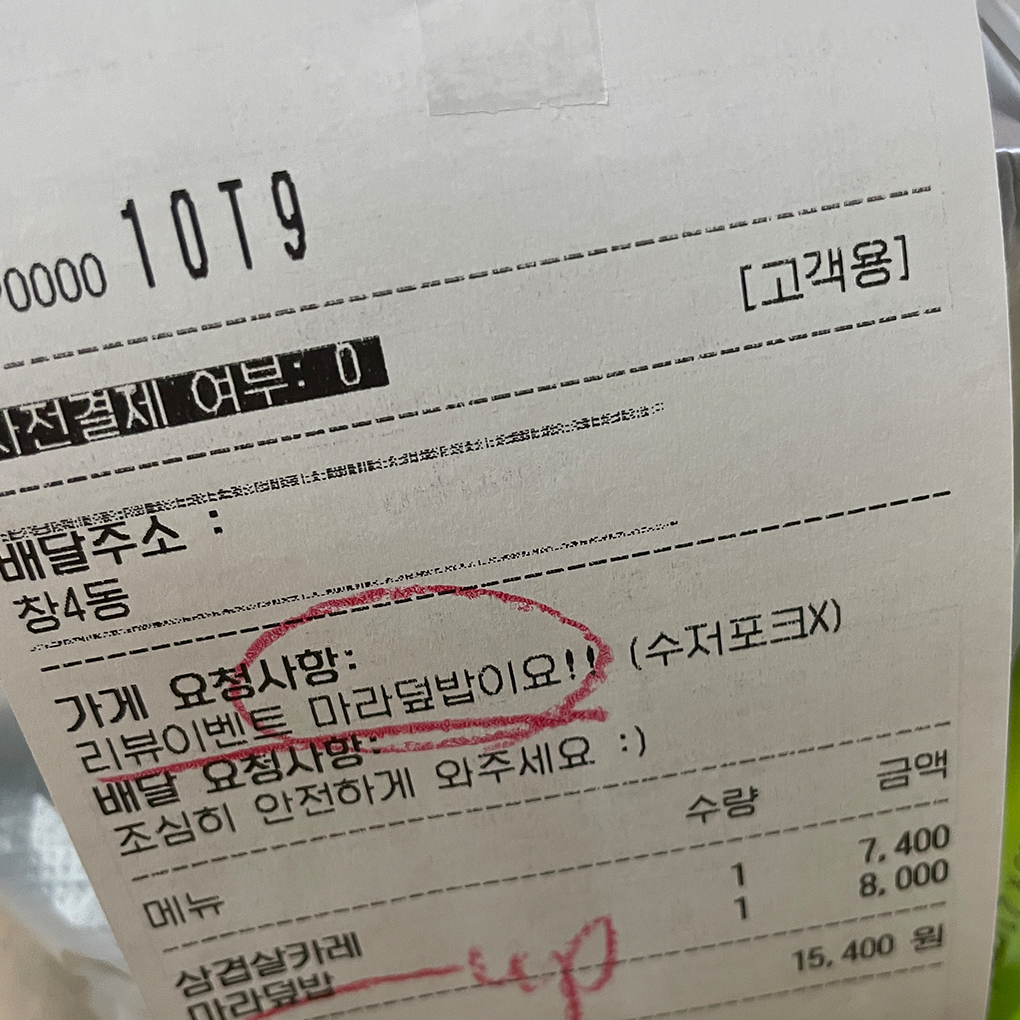 0000 10T9
[고객용]
사전결제 여부: 0
배달주소 :
창4동
가게 요청사항:
리뷰이벤트 마라덮밥이요!! (수저포크X)
배달 요청사항:
조심히 안전하게 와주세요 :)
메뉴 수량 금액
삼겹살카레 1 7,400
마라덮밥 1 8,000
15,400 원